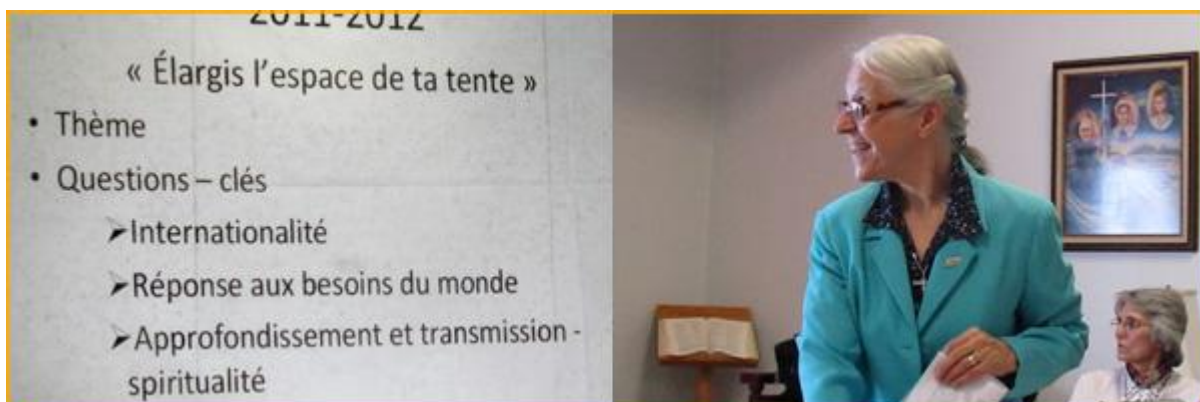 2011-2012
« Élargis l'espace de ta tente »
• Thème
• Questions – clés
➢Internationalité
➢Réponse aux besoins du monde
➢Approfondissement et transmission -
spiritualité